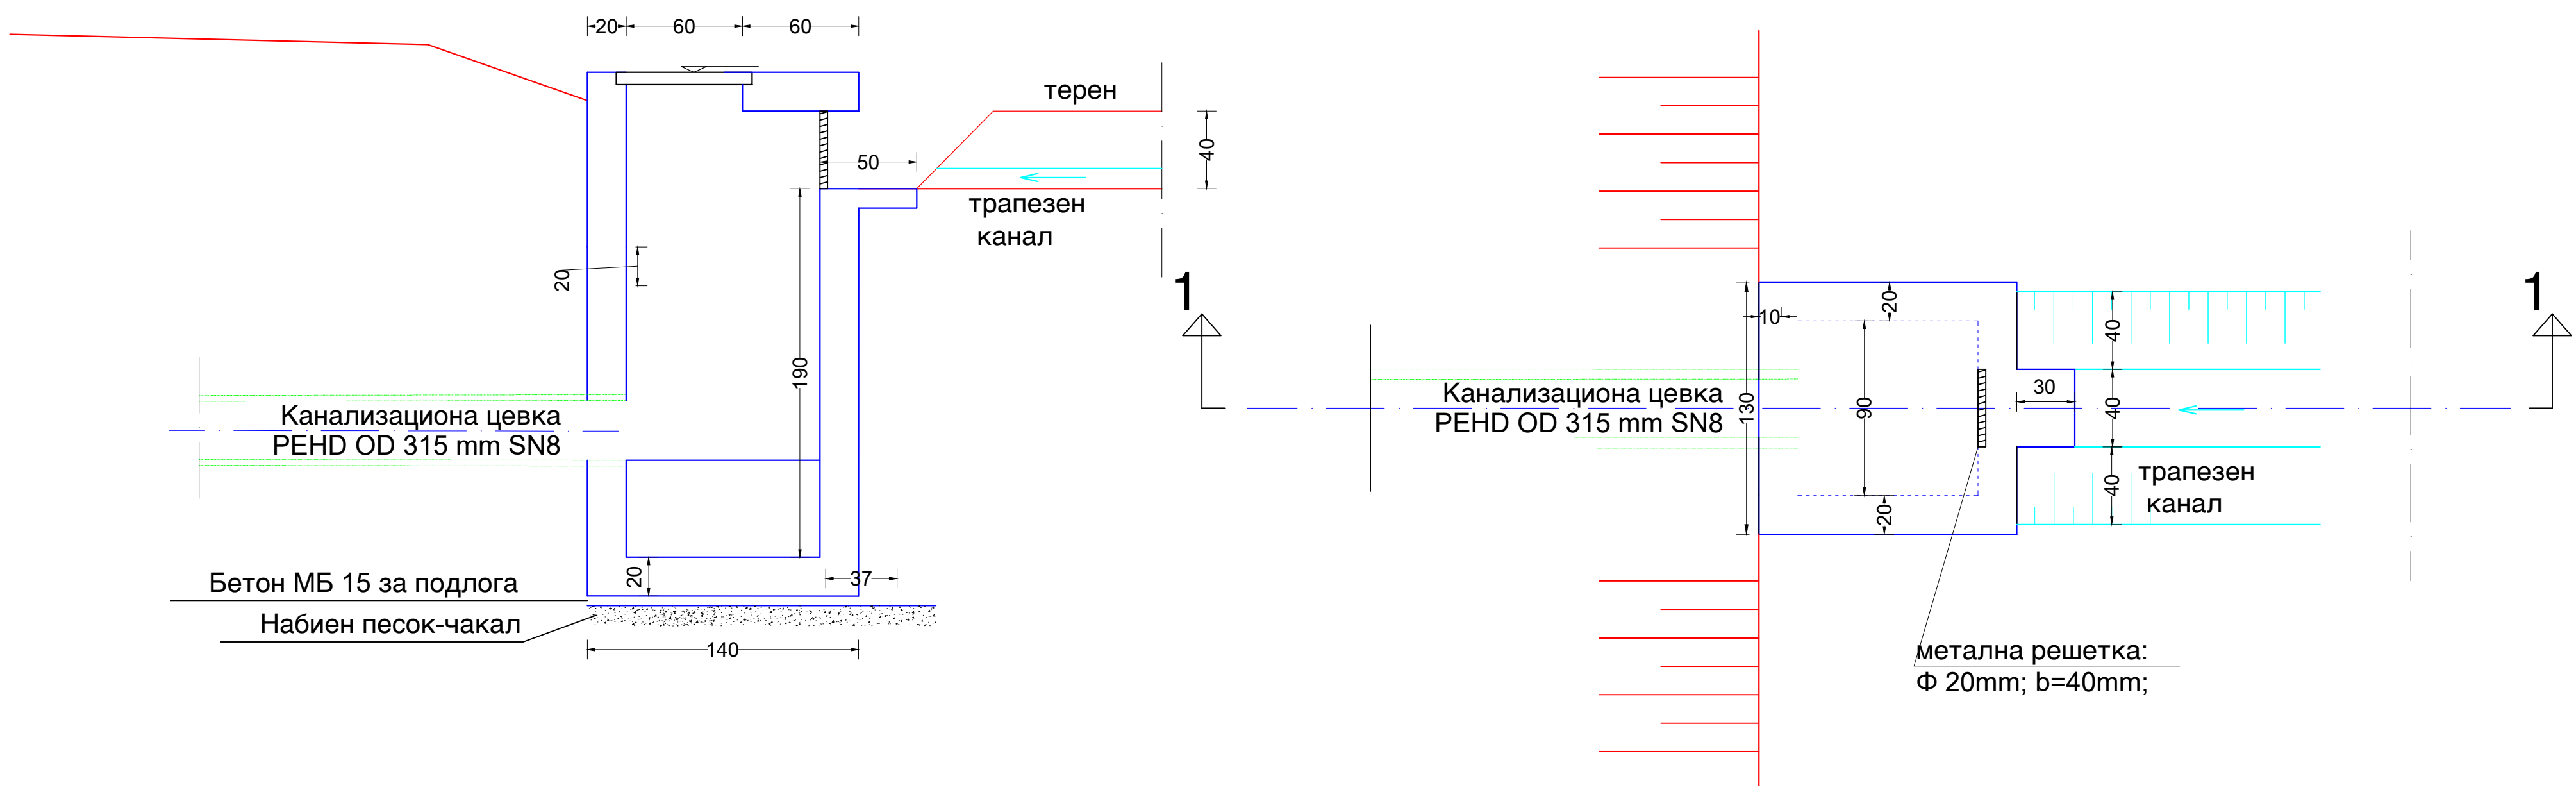 20 60 60
терен
40
50
трапезен
канал
20
190
Канализациона цевка
PEHD OD 315 mm SN8
20
37
Бетон МБ 15 за подлога
Набиен песок-чакал
140
1
1
20
10
40
Канализациона цевка
PEHD OD 315 mm SN8
130
90
30
40
40
трапезен
канал
20
метална решетка:
Ф 20mm; b=40mm;